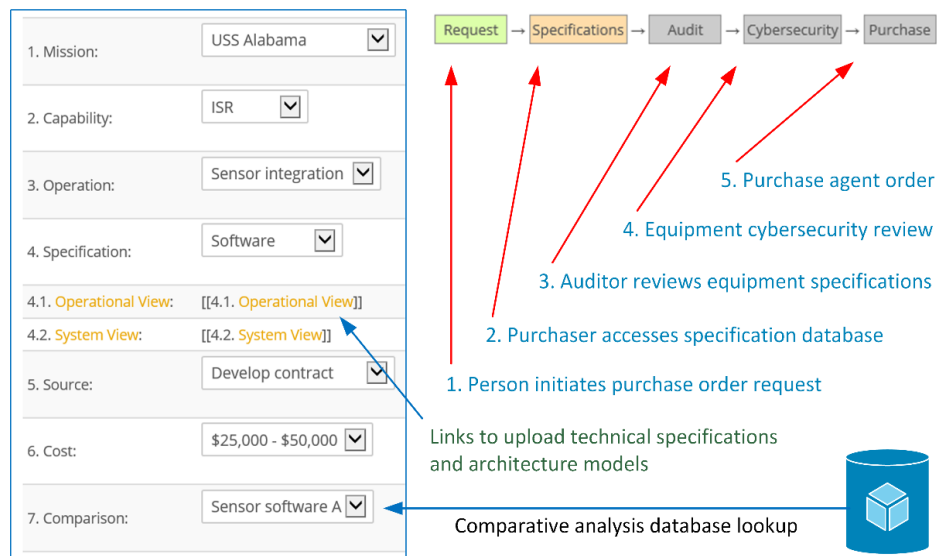 1. Mission: USS Alabama
2. Capability: ISR
3. Operation: Sensor integration
4. Specification: Software
4.1. Operational View: [[4.1. Operational View]]
4.2. System View: [[4.2. System View]]
5. Source: Develop contract
6. Cost: $25,000 - $50,000
7. Comparison: Sensor software A
Request → Specifications → Audit → Cybersecurity → Purchase
5. Purchase agent order
4. Equipment cybersecurity review
3. Auditor reviews equipment specifications
2. Purchaser accesses specification database
1. Person initiates purchase order request
Links to upload technical specifications
and architecture models
Comparative analysis database lookup